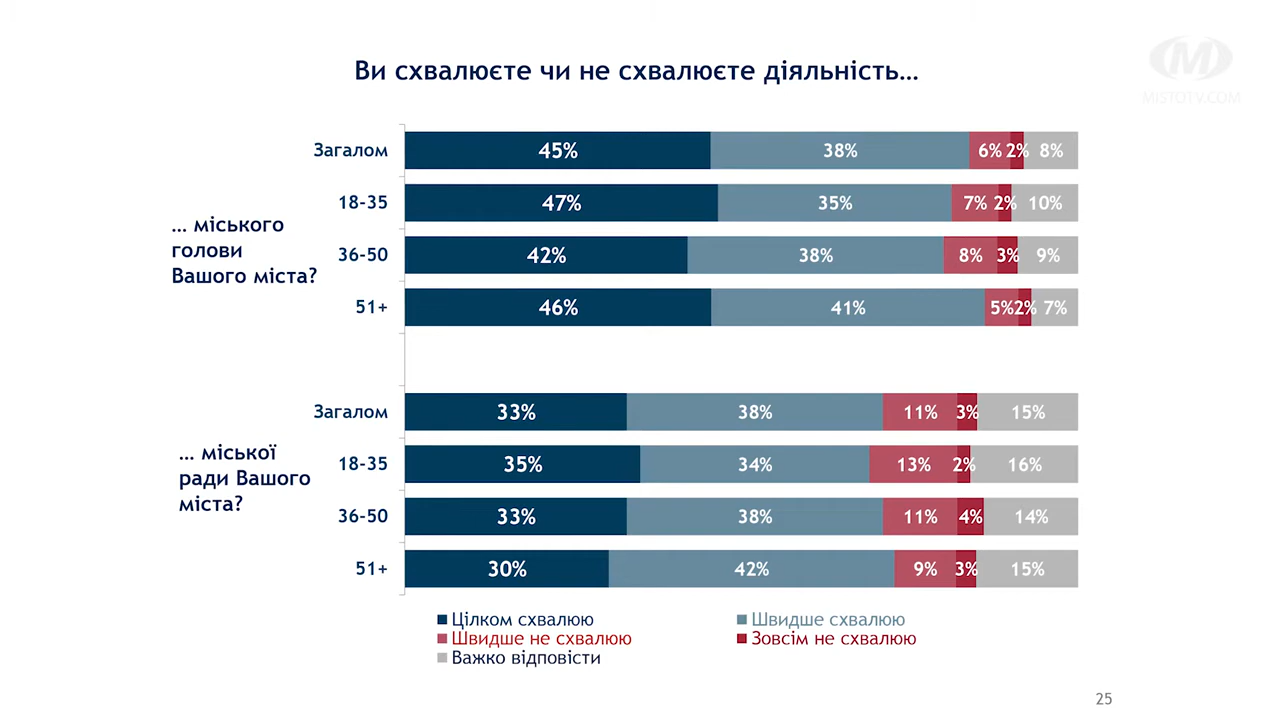 Ви схвалюєте чи не схвалюєте діяльність…
M
MISTOTV.COM
… міського
голови
Вашого міста?
Загалом 45% 38% 6% 2% 8%
18-35 47% 35% 7% 2% 10%
36-50 42% 38% 8% 3% 9%
51+ 46% 41% 5% 2% 7%
… міської
ради Вашого
міста?
Загалом 33% 38% 11% 3% 15%
18-35 35% 34% 13% 2% 16%
36-50 33% 38% 11% 4% 14%
51+ 30% 42% 9% 3% 15%
Цілком схвалюю Швидше схвалюю
Швидше не схвалюю Зовсім не схвалюю
Важко відповісти
25